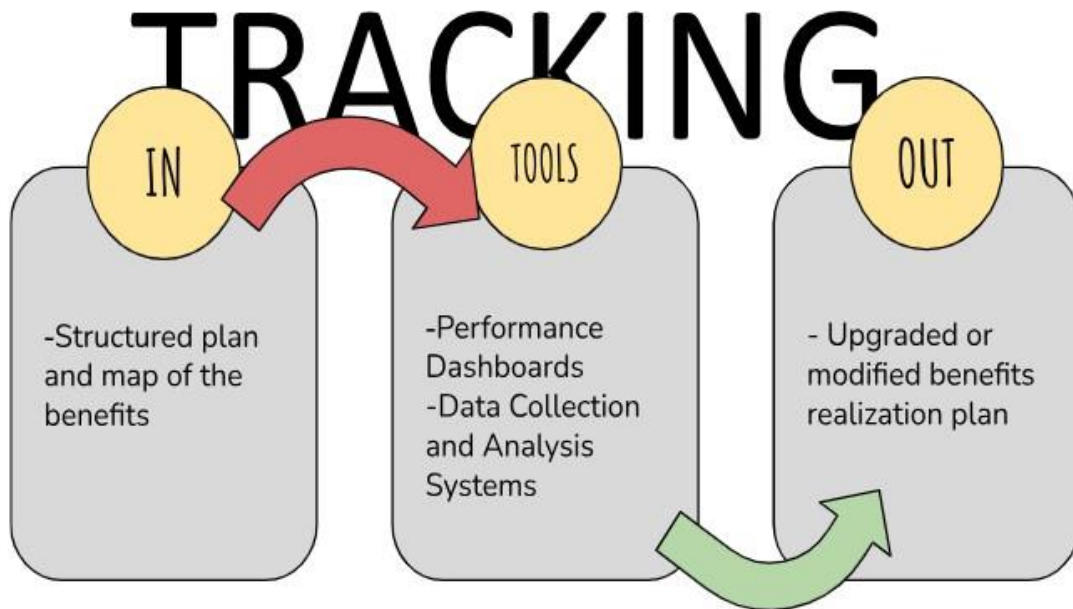 TRACKING
IN
-Structured plan
and map of the
benefits
TOOLS
-Performance
Dashboards
-Data Collection
and Analysis
Systems
OUT
- Upgraded or
modified benefits
realization plan